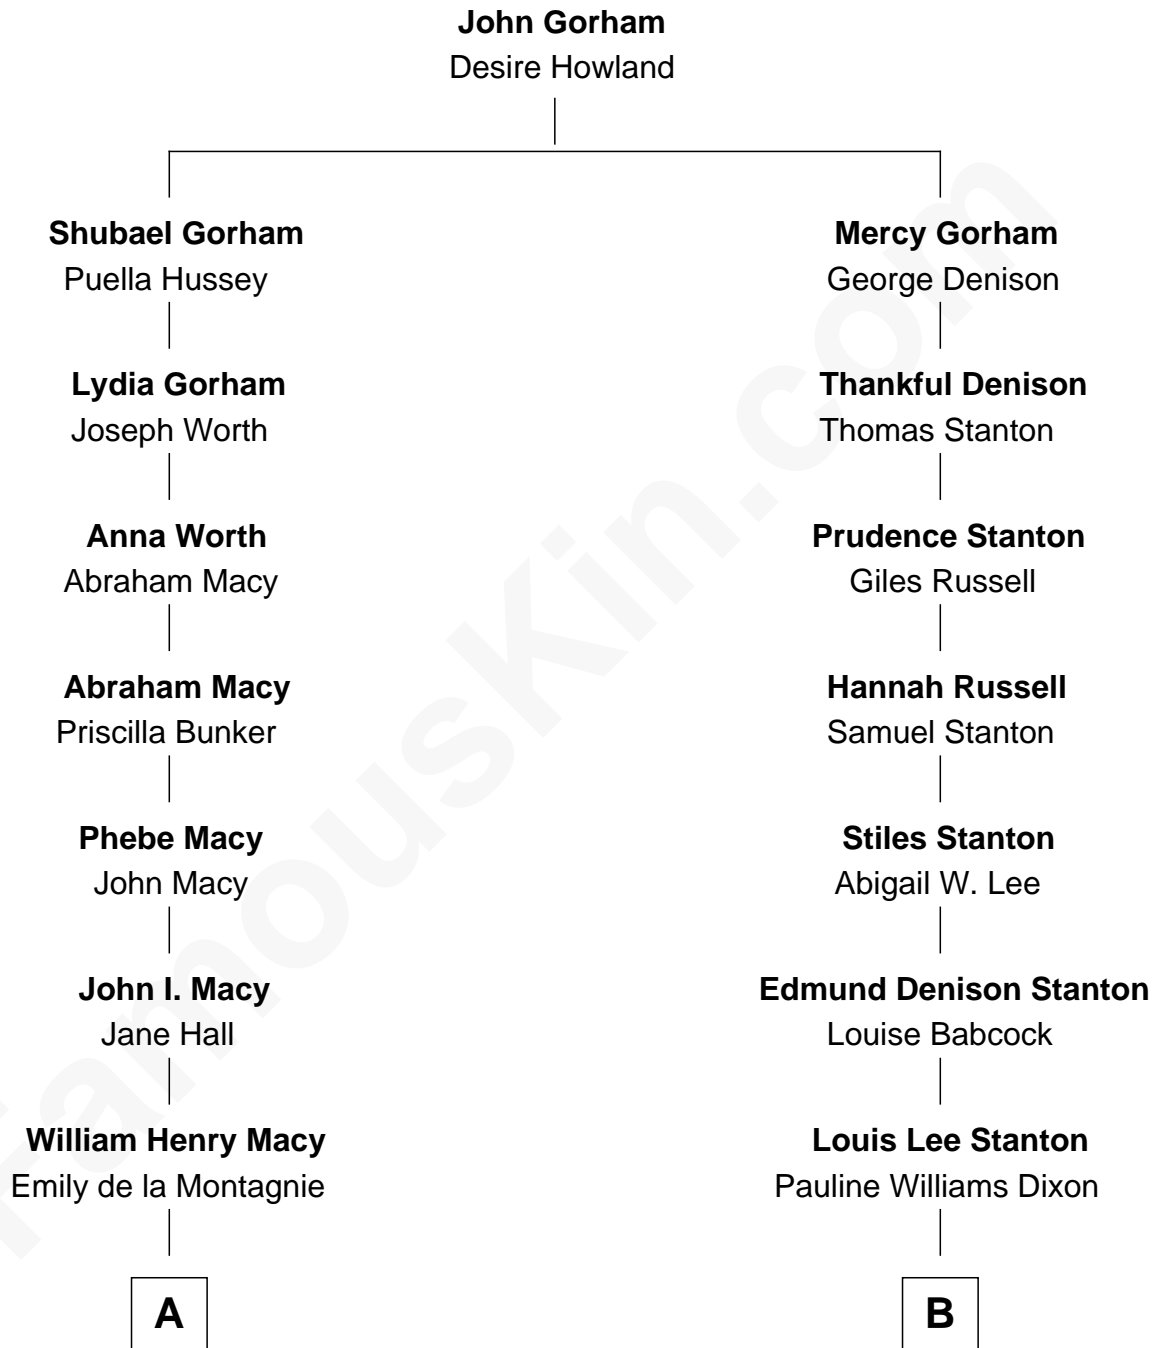 John Gorham
Desire Howland
Shubael Gorham
Puella Hussey
Mercy Gorham
George Denison
Lydia Gorham
Joseph Worth
Thankful Denison
Thomas Stanton
Anna Worth
Abraham Macy
Prudence Stanton
Giles Russell
Abraham Macy
Priscilla Bunker
Hannah Russell
Samuel Stanton
Phebe Macy
John Macy
Stiles Stanton
Abigail W. Lee
John I. Macy
Jane Hall
Edmund Denison Stanton
Louise Babcock
William Henry Macy
Emily de la Montagnie
Louis Lee Stanton
Pauline Williams Dixon
A
B
FamousKin.com